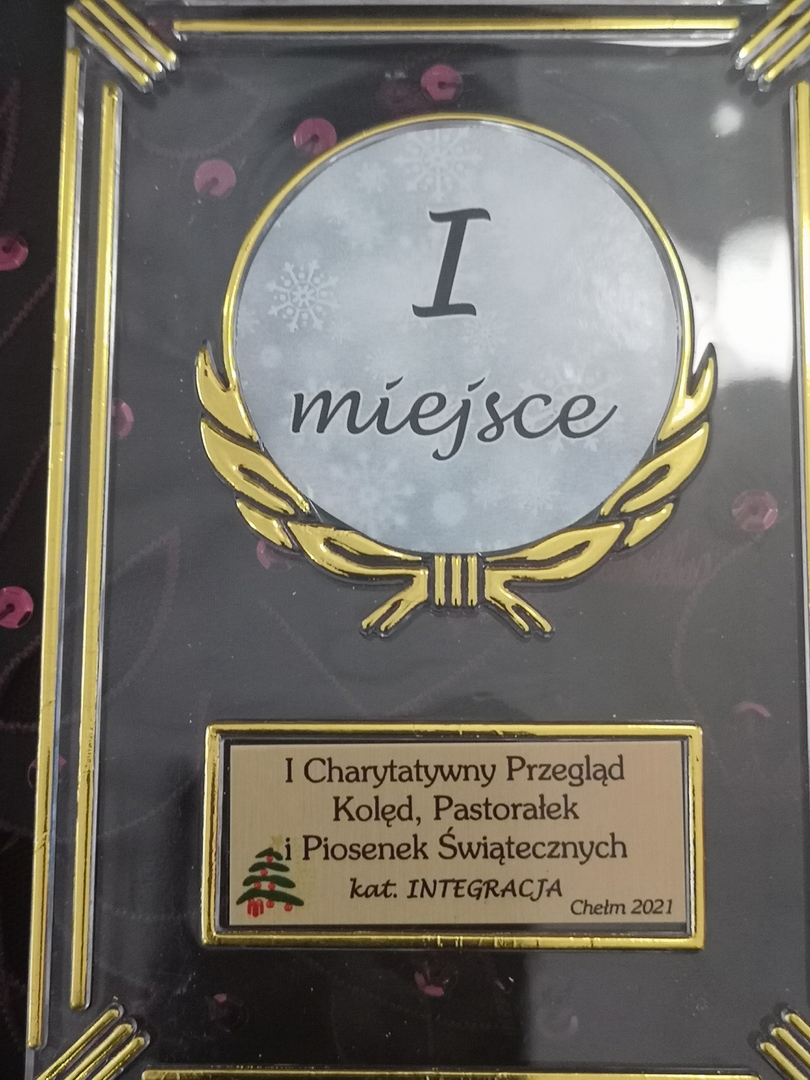 I
miejsce
I Charytatywny Przegląd
Kolęd, Pastorałek
i Piosenek Świątecznych
kat. INTEGRACJA
Chełm 2021